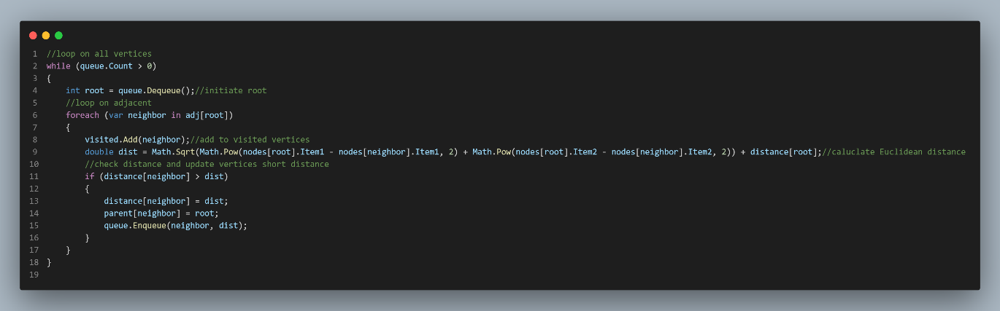 1 //loop on all vertices
2 while (queue.Count > 0)
3 {
4 int root = queue.Dequeue();//initiate root
5 //loop on adjacent
6 foreach (var neighbor in adj[root])
7 {
8 visited.Add(neighbor);//add to visited vertices
9 double dist = Math.Sqrt(Math.Pow(nodes[root].Item1 - nodes[neighbor].Item1, 2) + Math.Pow(nodes[root].Item2 - nodes[neighbor].Item2, 2)) + distance[root];//caluclate Euclidean distance
10 //check distance and update vertices short distance
11 if (distance[neighbor] > dist)
12 {
13 distance[neighbor] = dist;
14 parent[neighbor] = root;
15 queue.Enqueue(neighbor, dist);
16 }
17 }
18 }
19